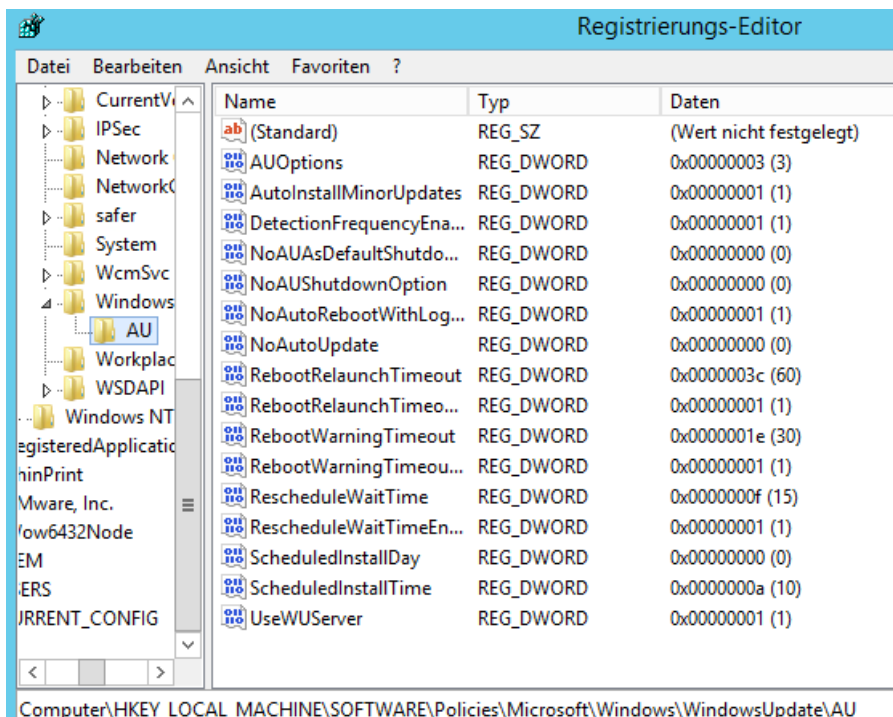 Registrierungs-Editor
Datei Bearbeiten Ansicht Favoriten ?
CurrentV
IPSec
Network
Network
safer
System
WcmSvc
Windows
AU
Workplac
WSDAPI
Windows NT
egisteredApplicatic
hinPrint
Mware, Inc.
ow6432Node
EM
ERS
URRENT_CONFIG
Name Typ Daten
(Standard) REG_SZ (Wert nicht festgelegt)
AUOptions REG_DWORD 0x00000003 (3)
AutoInstallMinorUpdates REG_DWORD 0x00000001 (1)
DetectionFrequencyEna... REG_DWORD 0x00000001 (1)
NoAUAsDefaultShutdo... REG_DWORD 0x00000000 (0)
NoAUShutdownOption REG_DWORD 0x00000000 (0)
NoAutoRebootWithLog... REG_DWORD 0x00000001 (1)
NoAutoUpdate REG_DWORD 0x00000000 (0)
RebootRelaunchTimeout REG_DWORD 0x0000003c (60)
RebootRelaunchTimeo... REG_DWORD 0x00000001 (1)
RebootWarningTimeout REG_DWORD 0x0000001e (30)
RebootWarningTimeou... REG_DWORD 0x00000001 (1)
RescheduleWaitTime REG_DWORD 0x0000000f (15)
RescheduleWaitTimeEn... REG_DWORD 0x00000001 (1)
ScheduledInstallDay REG_DWORD 0x00000000 (0)
ScheduledInstallTime REG_DWORD 0x0000000a (10)
UseWUServer REG_DWORD 0x00000001 (1)
Computer\HKEY_LOCAL_MACHINE\SOFTWARE\Policies\Microsoft\Windows\WindowsUpdate\AU